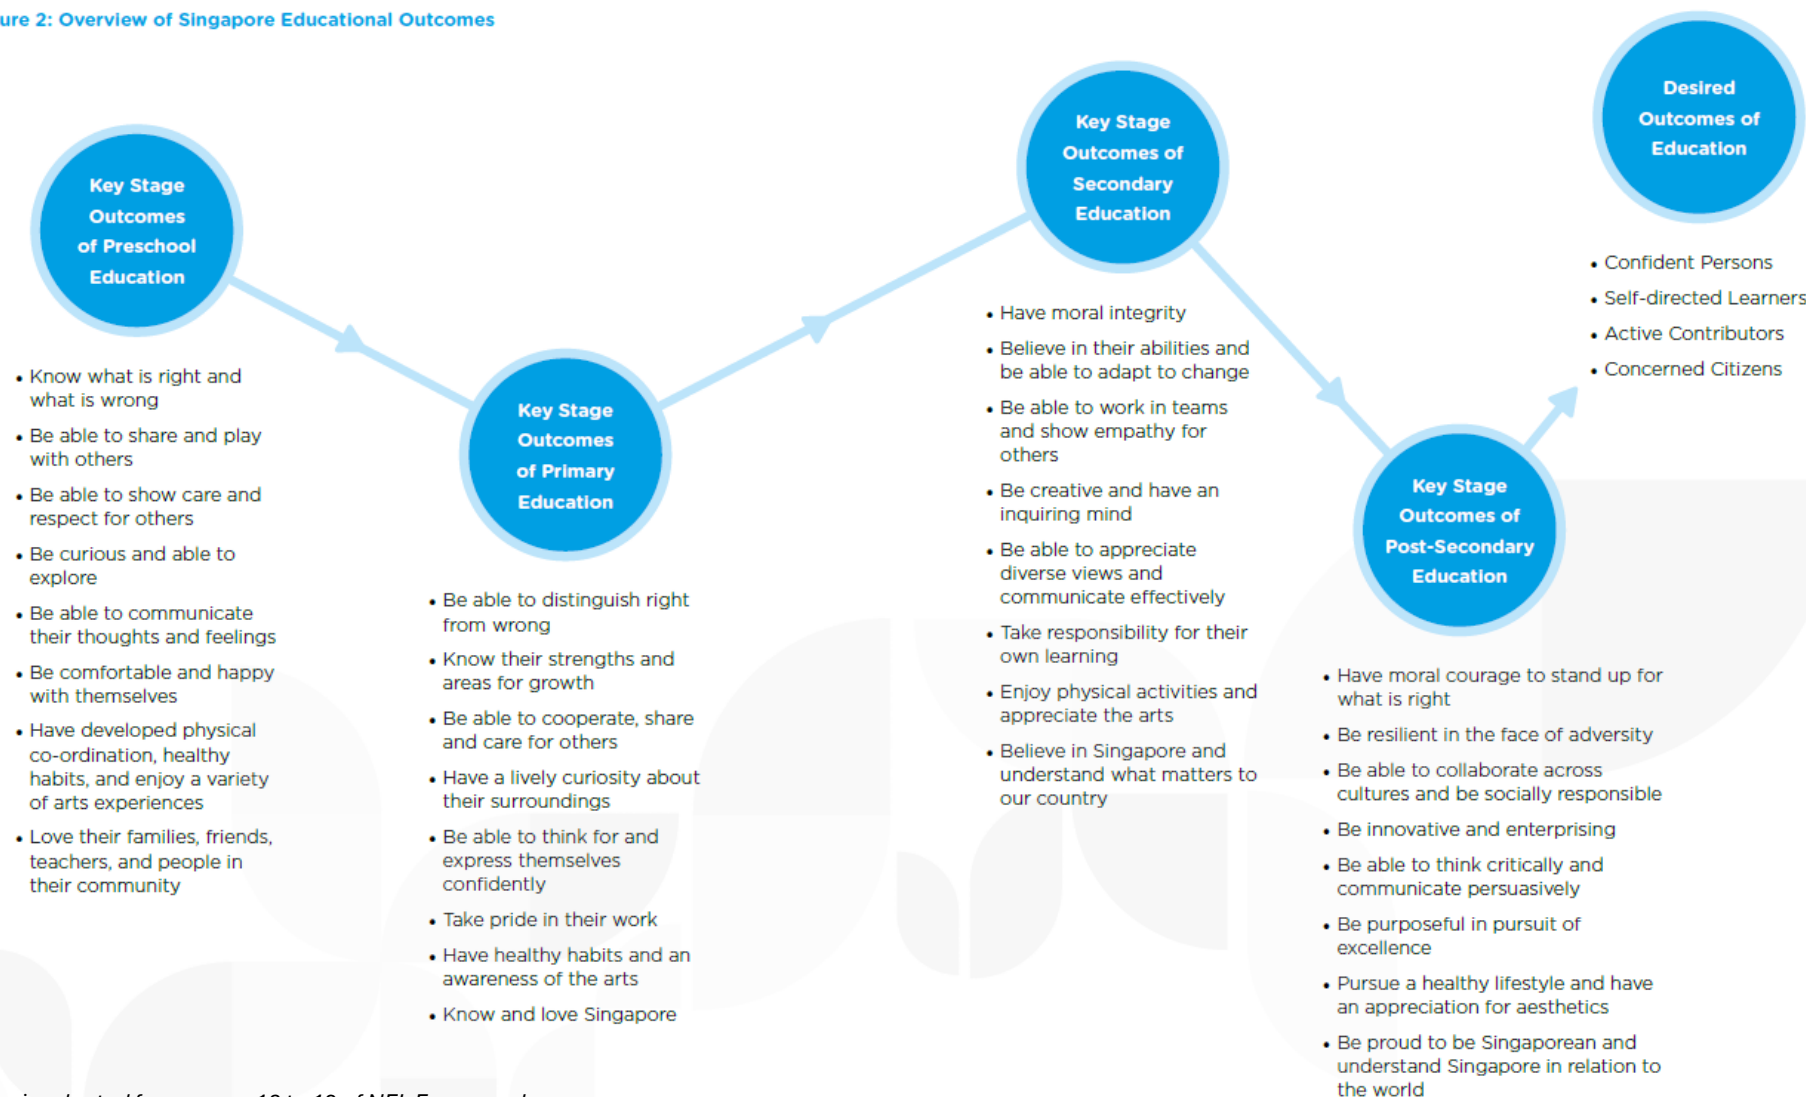 ure 2: Overview of Singapore Educational Outcomes
Key Stage
Outcomes
of Preschool
Education
• Know what is right and
what is wrong
• Be able to share and play
with others
• Be able to show care and
respect for others
• Be curious and able to
explore
• Be able to communicate
their thoughts and feelings
• Be comfortable and happy
with themselves
• Have developed physical
co-ordination, healthy
habits, and enjoy a variety
of arts experiences
• Love their families, friends,
teachers, and people in
their community
Key Stage
Outcomes
of Primary
Education
• Be able to distinguish right
from wrong
• Know their strengths and
areas for growth
• Be able to cooperate, share
and care for others
• Have a lively curiosity about
their surroundings
• Be able to think for and
express themselves
confidently
• Take pride in their work
• Have healthy habits and an
awareness of the arts
• Know and love Singapore
Key Stage
Outcomes of
Secondary
Education
• Have moral integrity
• Believe in their abilities and
be able to adapt to change
• Be able to work in teams
and show empathy for
others
• Be creative and have an
inquiring mind
• Be able to appreciate
diverse views and
communicate effectively
• Take responsibility for their
own learning
• Enjoy physical activities and
appreciate the arts
• Believe in Singapore and
understand what matters to
our country
Key Stage
Outcomes of
Post-Secondary
Education
• Have moral courage to stand up for
what is right
• Be resilient in the face of adversity
• Be able to collaborate across
cultures and be socially responsible
• Be innovative and enterprising
• Be able to think critically and
communicate persuasively
• Be purposeful in pursuit of
excellence
• Pursue a healthy lifestyle and have
an appreciation for aesthetics
• Be proud to be Singaporean and
understand Singapore in relation to
the world
Desired
Outcomes of
Education
• Confident Persons
• Self-directed Learners
• Active Contributors
• Concerned Citizens